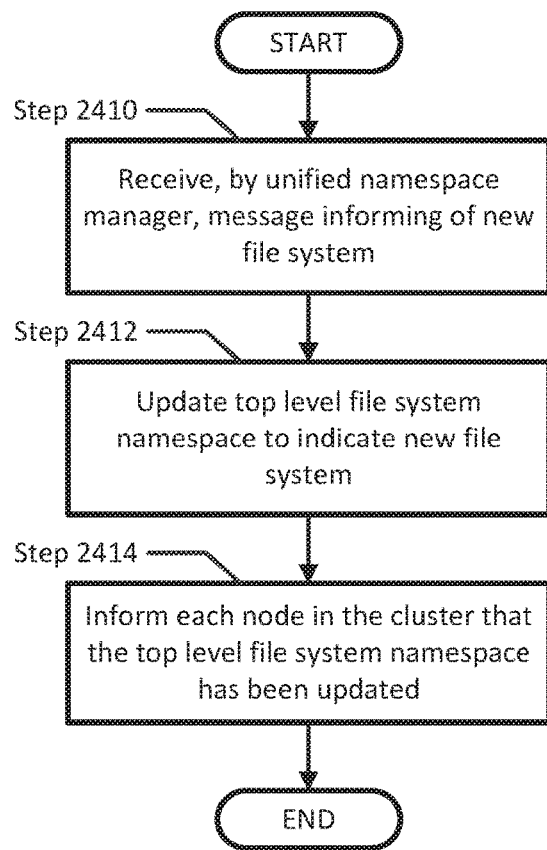 START
Step 2410
Receive, by unified namespace
manager, message informing of new
file system
Step 2412
Update top level file system
namespace to indicate new file
system
Step 2414
Inform each node in the cluster that
the top level file system namespace
has been updated
END